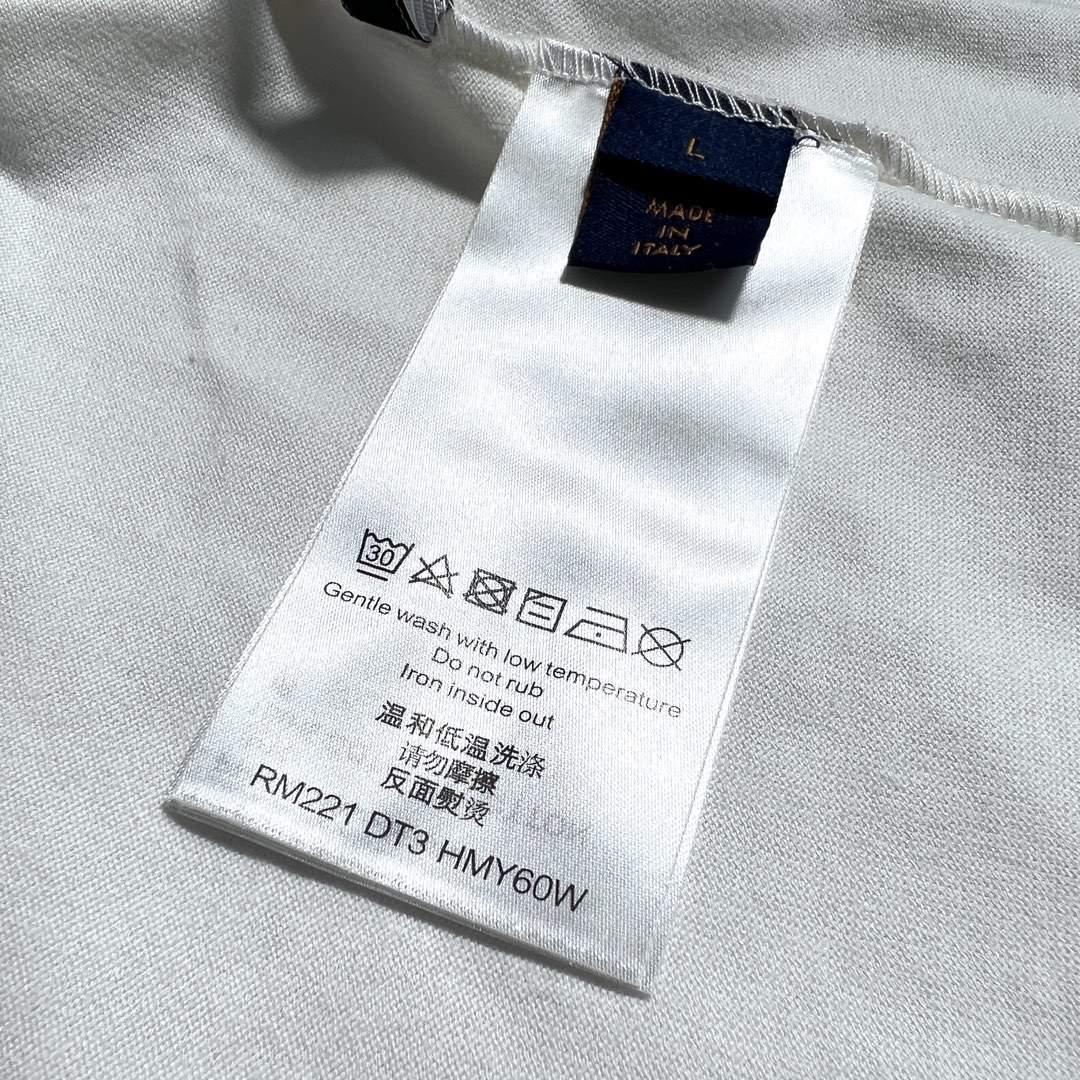 L
MADE
IN
ITALY
30
Gentle wash with low temperature
Do not rub
Iron inside out
温和低温洗涤
请勿摩擦
反面熨烫
RM221 DT3 HMY60W